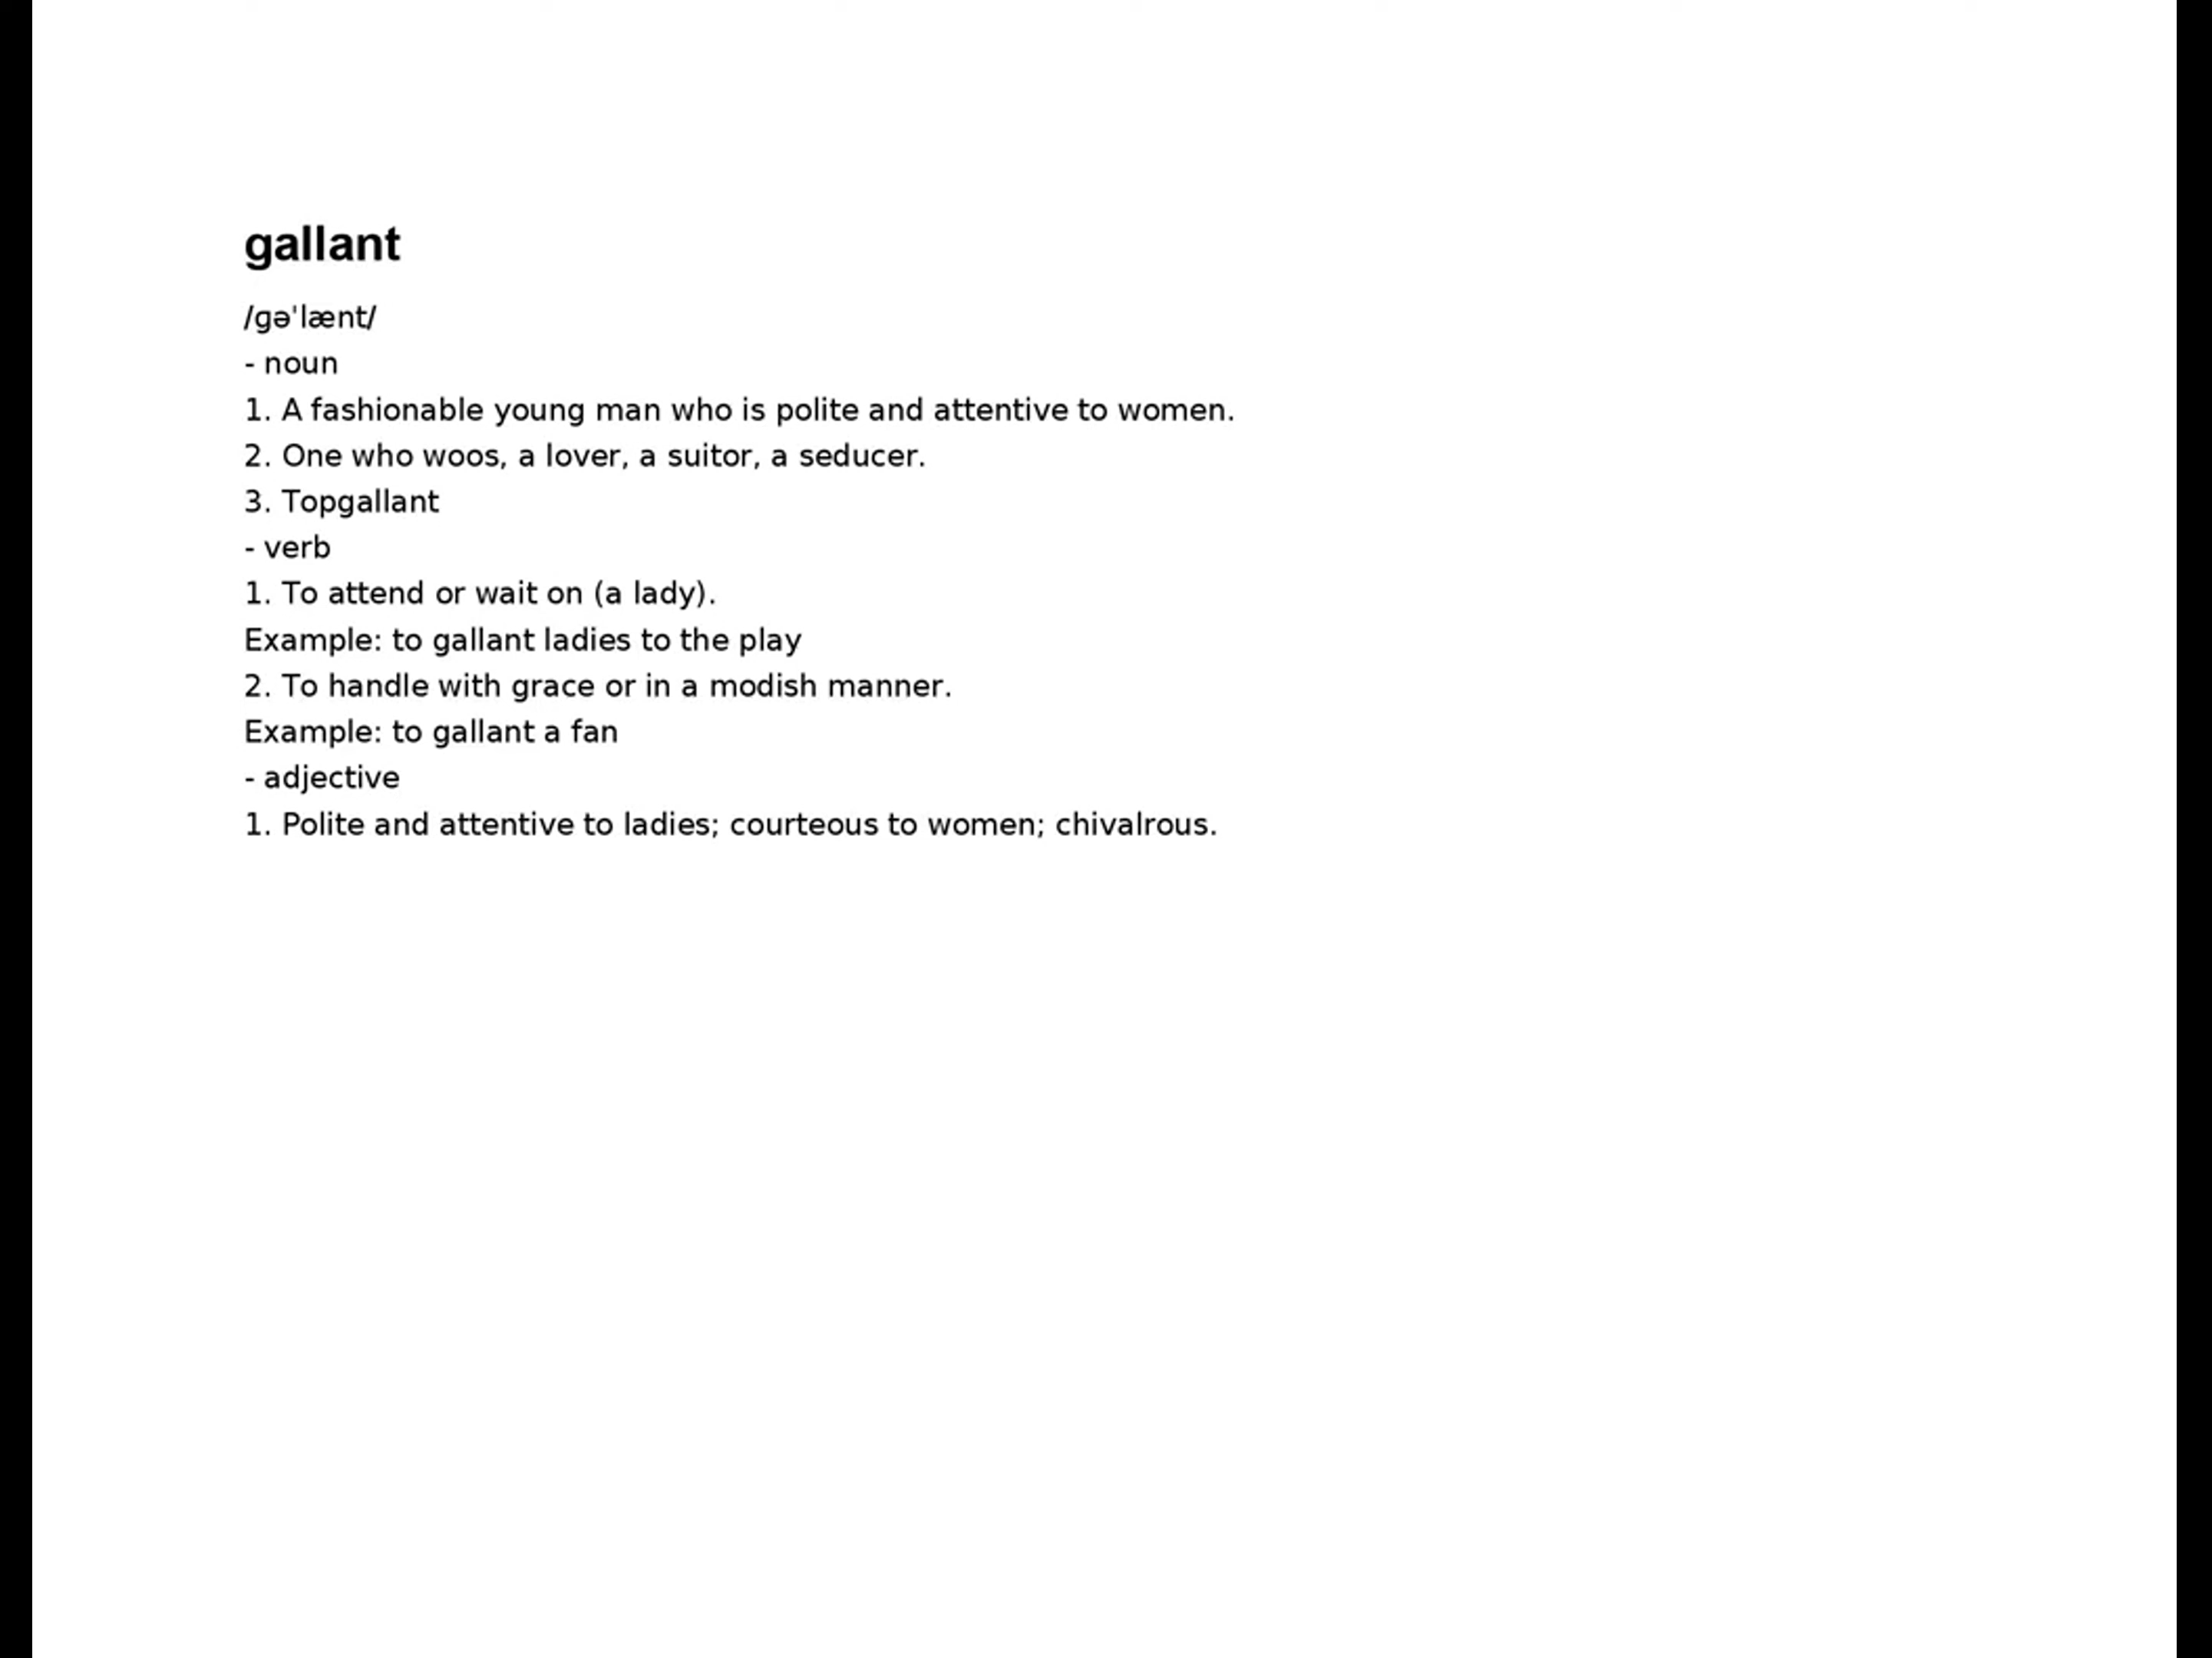 gallant
/ɡəˈlænt/
- noun
1. A fashionable young man who is polite and attentive to women.
2. One who woos, a lover, a suitor, a seducer.
3. Topgallant
- verb
1. To attend or wait on (a lady).
Example: to gallant ladies to the play
2. To handle with grace or in a modish manner.
Example: to gallant a fan
- adjective
1. Polite and attentive to ladies; courteous to women; chivalrous.